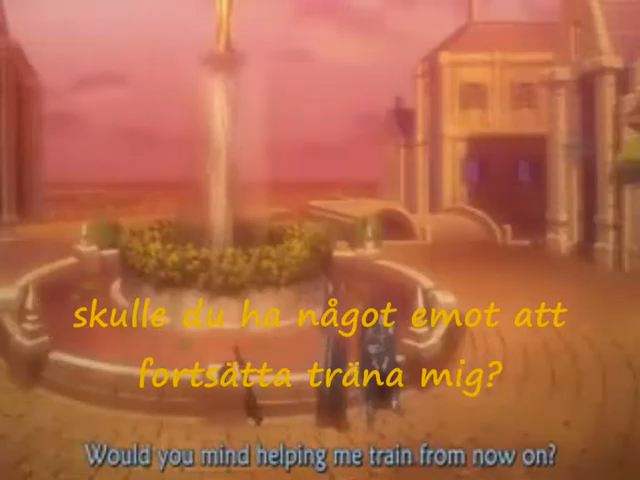 skulle du ha något emot att
fortsätta träna mig?
Would you mind helping me train from now on?